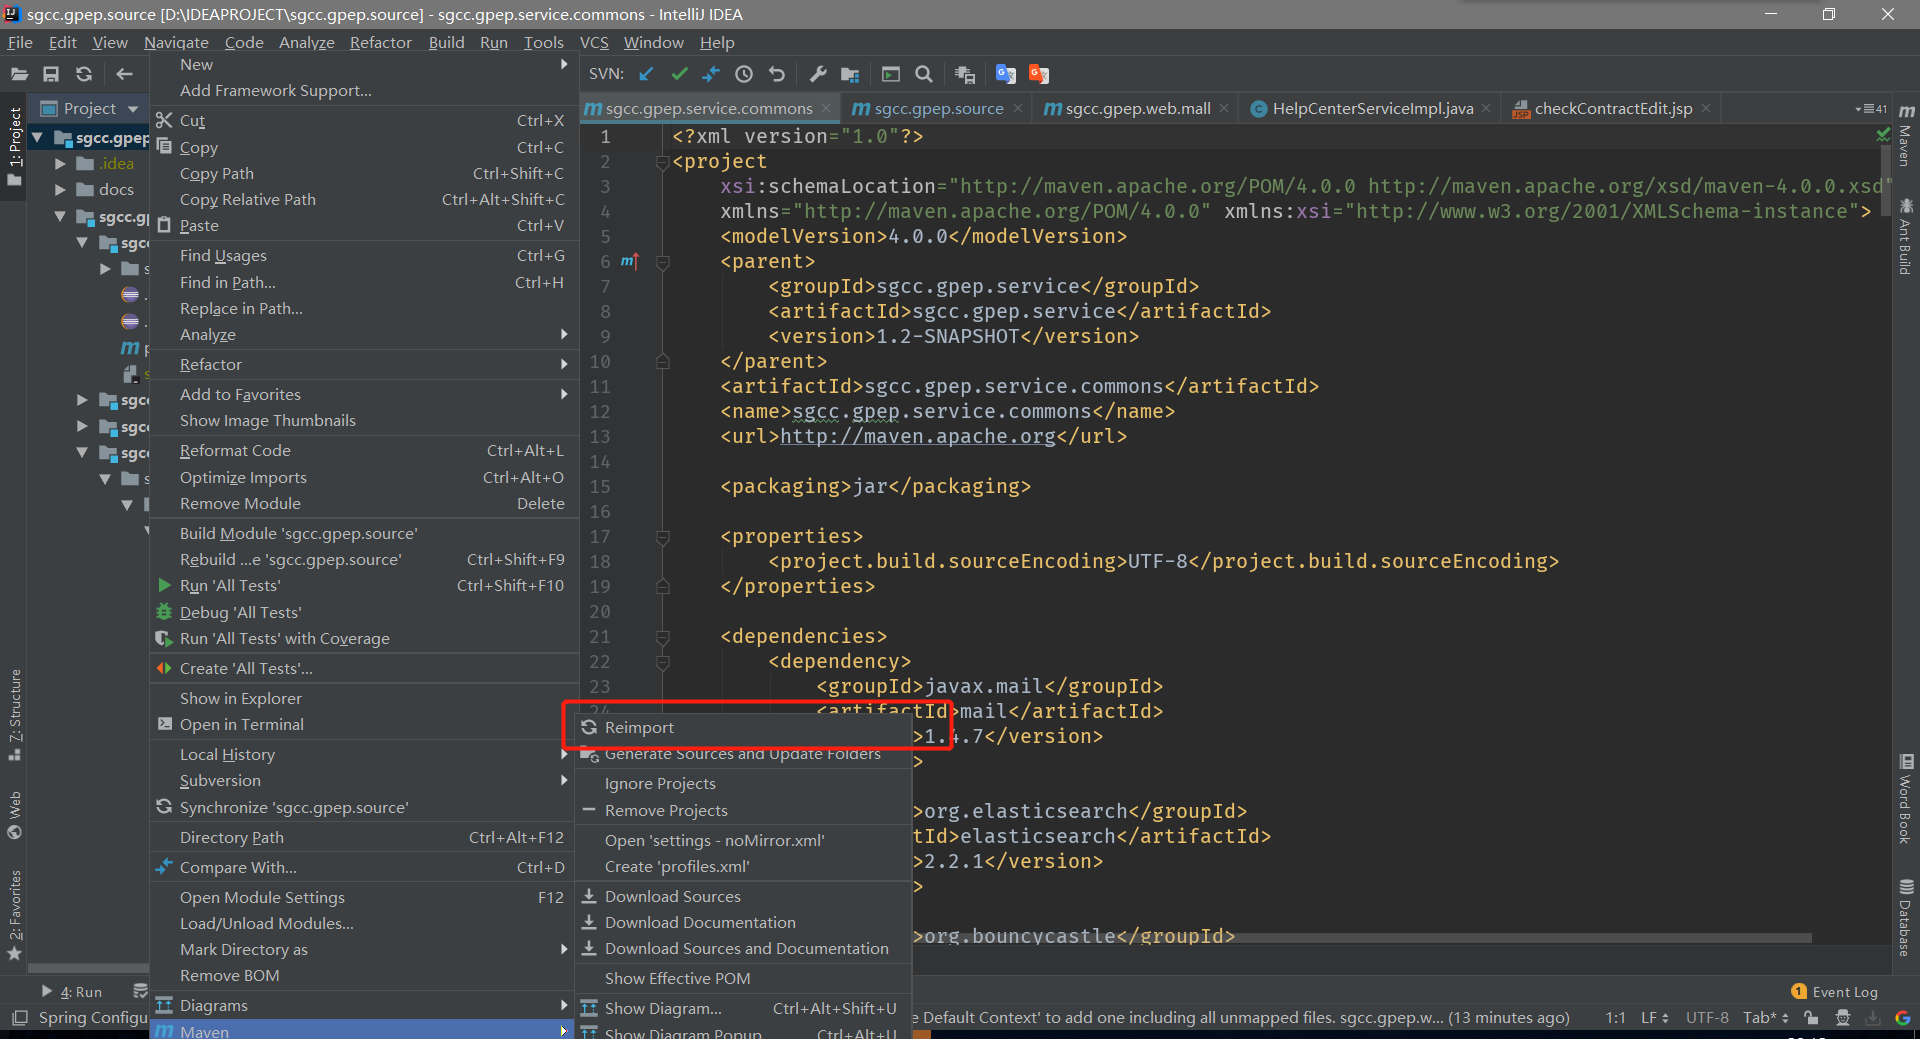 sgcc.gpep.source [D:\IDEAPROJECT\sgcc.gpep.source] - sgcc.gpep.service.commons - IntelliJ IDEA
File Edit View Navigate Code Analyze Refactor Build Run Tools VCS Window Help
SVN:
Project
sgcc.gpep.service.commons
sgcc.gpep.source
sgcc.gpep.web.mall
HelpCenterServiceImpl.java
checkContractEdit.jsp
41
1: Project
Z: Structure
Web
2: Favorites
sgcc.gpep
.idea
docs
sgcc.g
sgcc
s
.
.
sgcc
sgcc
sgcc
s
New
Add Framework Support...
Cut Ctrl+X
Copy Ctrl+C
Copy Path Ctrl+Shift+C
Copy Relative Path Ctrl+Alt+Shift+C
Paste Ctrl+V
Find Usages Ctrl+G
Find in Path... Ctrl+H
Replace in Path...
Analyze
Refactor
Add to Favorites
Show Image Thumbnails
Reformat Code Ctrl+Alt+L
Optimize Imports Ctrl+Alt+O
Remove Module Delete
Build Module 'sgcc.gpep.source'
Rebuild ...e 'sgcc.gpep.source' Ctrl+Shift+F9
Run 'All Tests' Ctrl+Shift+F10
Debug 'All Tests'
Run 'All Tests' with Coverage
Create 'All Tests'...
Show in Explorer
Open in Terminal
Local History
Subversion
Synchronize 'sgcc.gpep.source'
Directory Path Ctrl+Alt+F12
Compare With... Ctrl+D
Open Module Settings F12
Load/Unload Modules...
Mark Directory as
Remove BOM
Diagrams
Maven
Reimport
Generate Sources and Update Folders
Ignore Projects
Remove Projects
Open 'settings - noMirror.xml'
Create 'profiles.xml'
Download Sources
Download Documentation
Download Sources and Documentation
Show Effective POM
Show Diagram... Ctrl+Alt+Shift+U
Show Diagram Popup... Ctrl+Alt+U
1 <?xml version="1.0"?>
2 <project
3 xsi:schemaLocation="http://maven.apache.org/POM/4.0.0 http://maven.apache.org/xsd/maven-4.0.0.xsd"
4 xmlns="http://maven.apache.org/POM/4.0.0" xmlns:xsi="http://www.w3.org/2001/XMLSchema-instance">
5 <modelVersion>4.0.0</modelVersion>
6 <parent>
7 <groupId>sgcc.gpep.service</groupId>
8 <artifactId>sgcc.gpep.service</artifactId>
9 <version>1.2-SNAPSHOT</version>
10 </parent>
11 <artifactId>sgcc.gpep.service.commons</artifactId>
12 <name>sgcc.gpep.service.commons</name>
13 <url>http://maven.apache.org</url>
14
15 <packaging>jar</packaging>
16
17 <properties>
18 <project.build.sourceEncoding>UTF-8</project.build.sourceEncoding>
19 </properties>
20
21 <dependencies>
22 <dependency>
23 <groupId>javax.mail</groupId>
24 <artifactId>mail</artifactId>
>1.4.7</version>
>
>org.elasticsearch</groupId>
tId>elasticsearch</artifactId>
>2.2.1</version>
>
>org.bouncycastle</groupId>
Maven
Ant Build
Word Book
Database
4: Run
1 Event Log
Spring Configu
e Default Context' to add one including all unmapped files. sgcc.gpep.w... (13 minutes ago) 1:1 LF UTF-8 Tab*